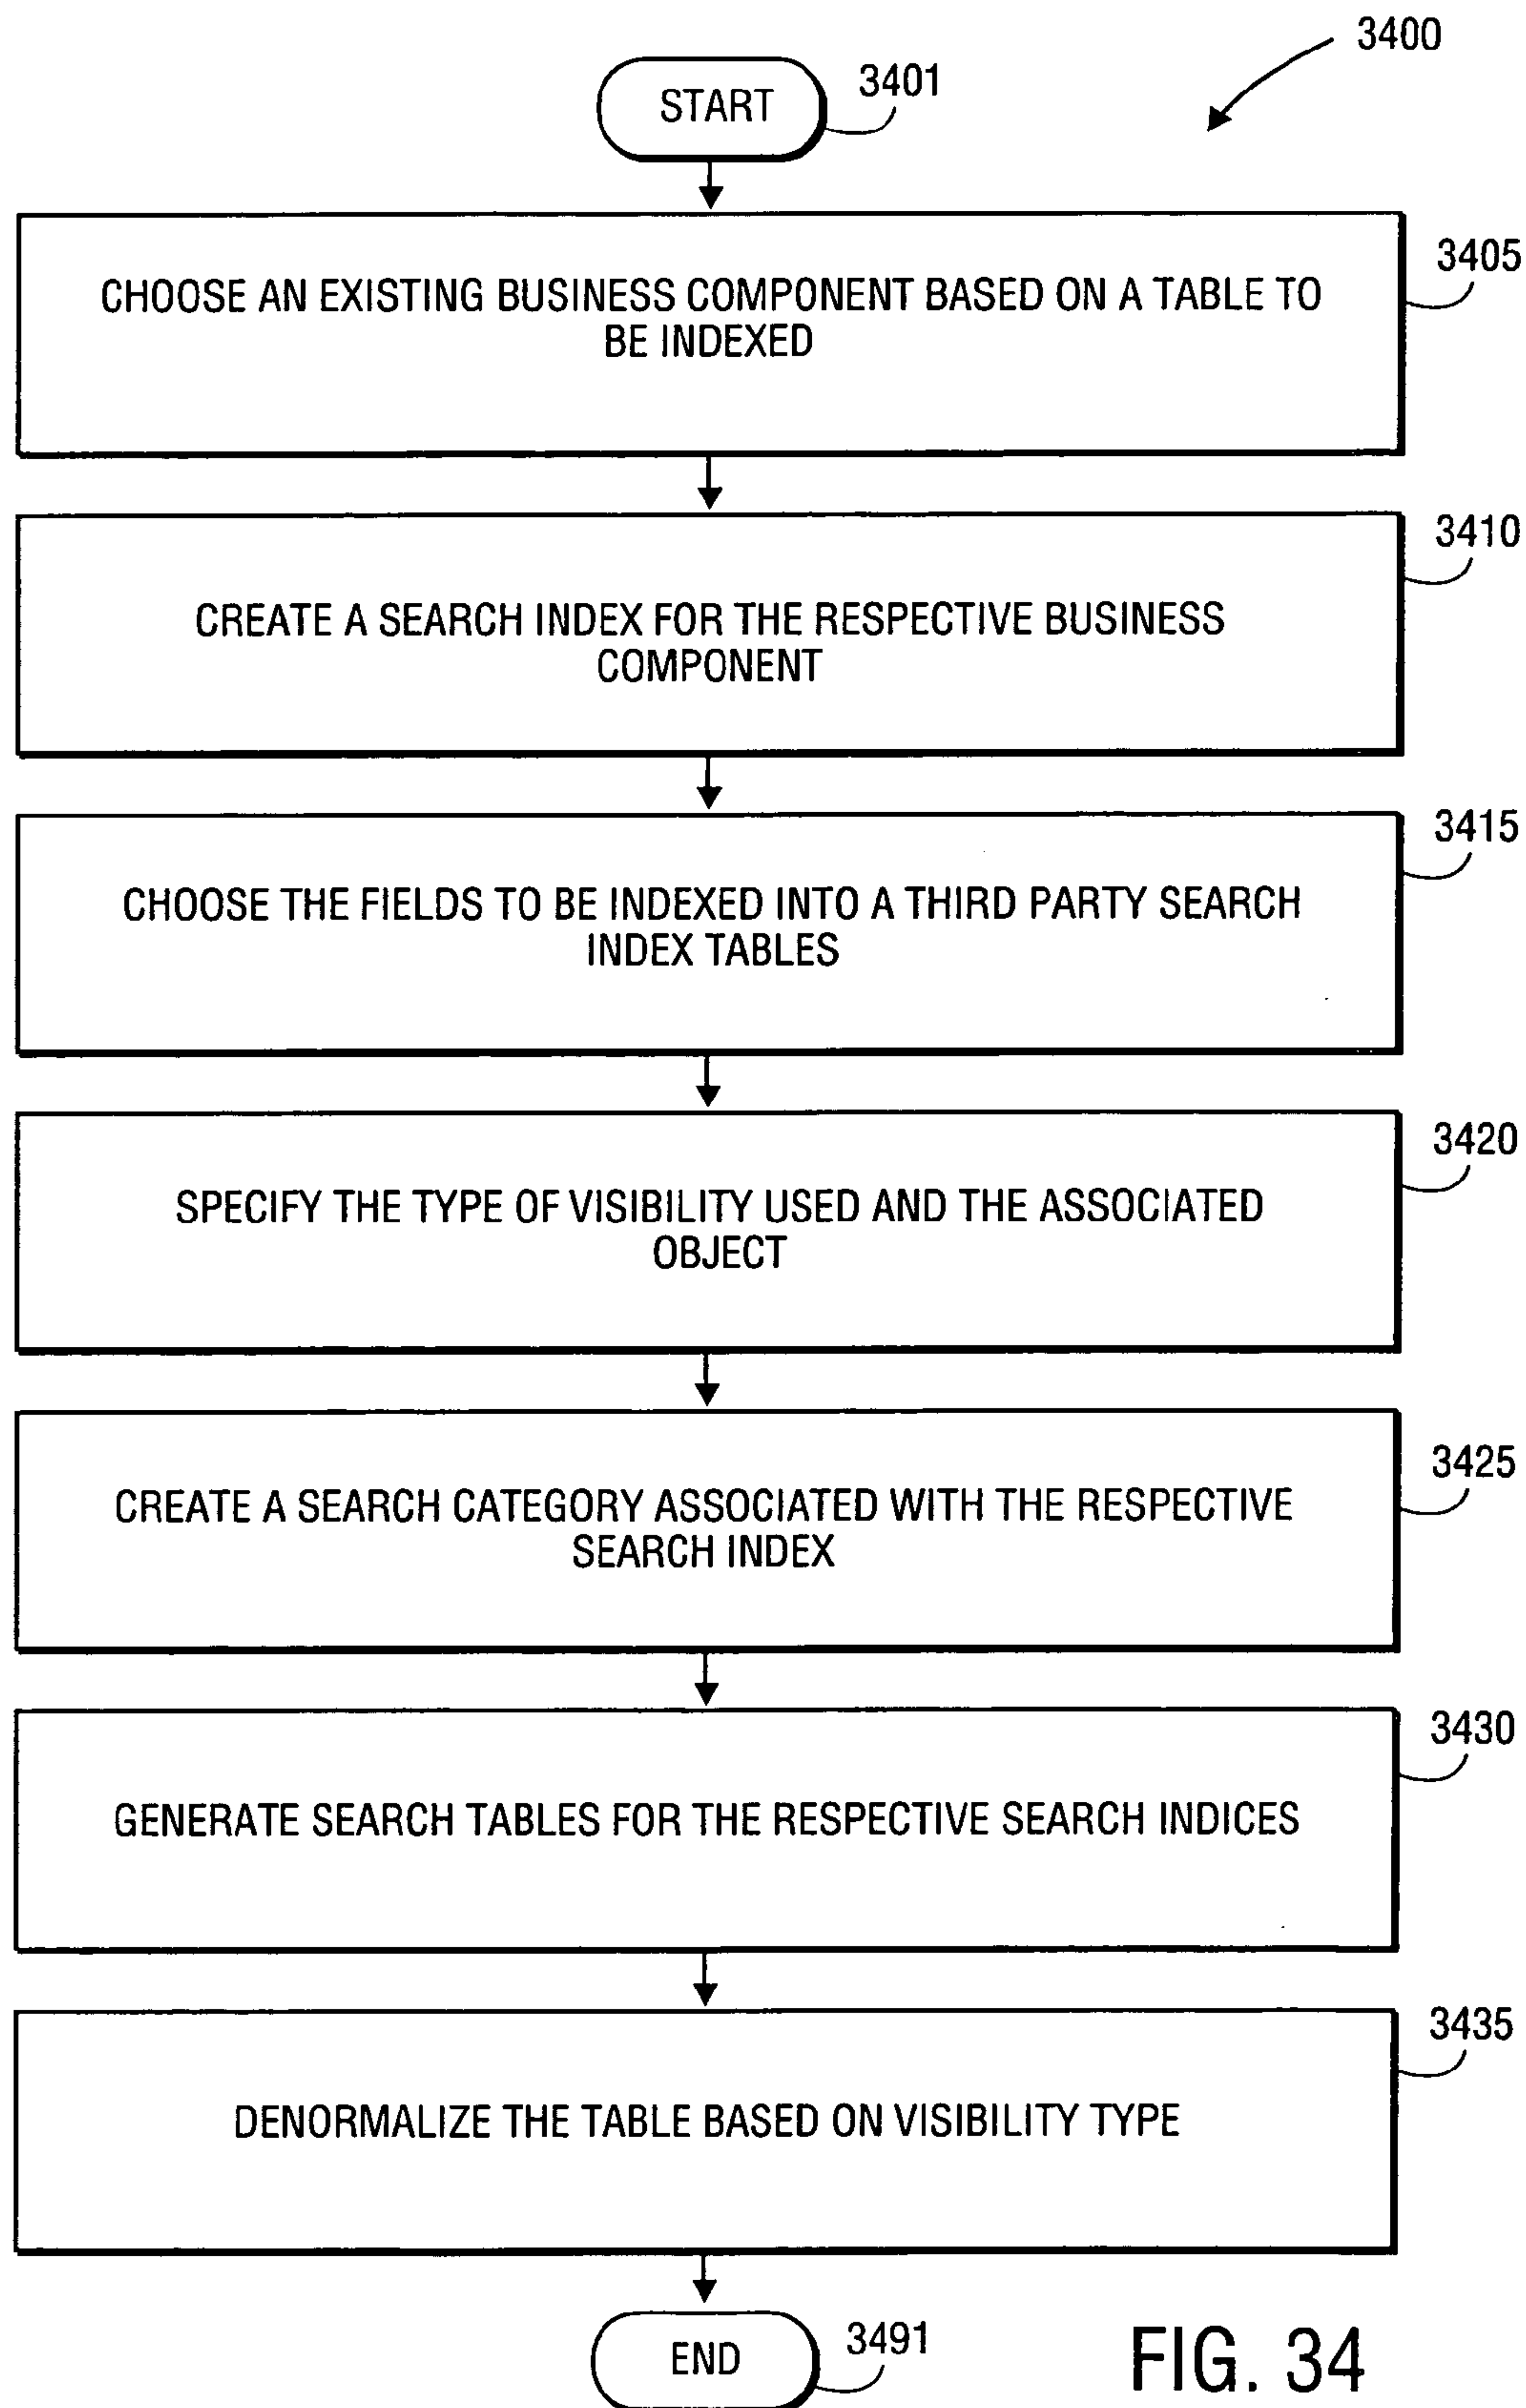 3400
START
3401
3405
CHOOSE AN EXISTING BUSINESS COMPONENT BASED ON A TABLE TO
BE INDEXED
3410
CREATE A SEARCH INDEX FOR THE RESPECTIVE BUSINESS
COMPONENT
3415
CHOOSE THE FIELDS TO BE INDEXED INTO A THIRD PARTY SEARCH
INDEX TABLES
3420
SPECIFY THE TYPE OF VISIBILITY USED AND THE ASSOCIATED
OBJECT
3425
CREATE A SEARCH CATEGORY ASSOCIATED WITH THE RESPECTIVE
SEARCH INDEX
3430
GENERATE SEARCH TABLES FOR THE RESPECTIVE SEARCH INDICES
3435
DENORMALIZE THE TABLE BASED ON VISIBILITY TYPE
END
3491
FIG. 34